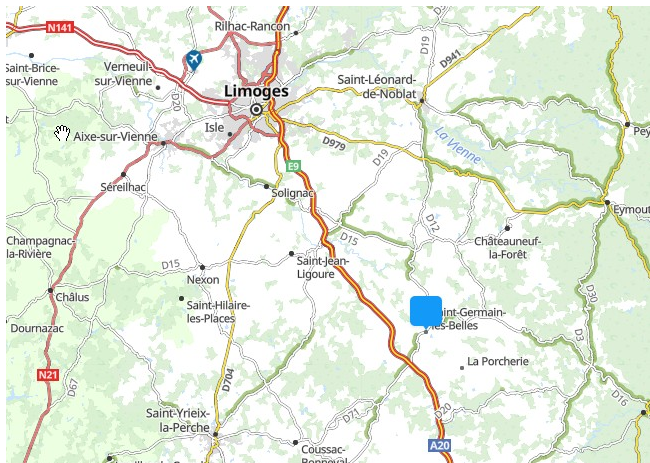 N141
Rilhac-Rancon
D19
D941
Saint-Brice-
sur-Vienne
Verneuil-
sur-Vienne
D20
Limoges
Saint-Léonard-
de-Noblat
Isle
La Vienne
Aixe-sur-Vienne
D979
D19
E9
Séreilhac
Solignac
Eymout
D12
D15
Champagnac-
la-Rivière
Châteauneuf-
la-Forêt
D15
Saint-Jean-
Ligoure
Nexon
Châlus
Saint-Hilaire-
les-Places
D30
int-Germain-
les-Belles
Dournazac
D3
La Porcherie
N21
D704
D67
D16
Saint-Yrieix-
la-Perche
D71
D20
A20
Coussac-